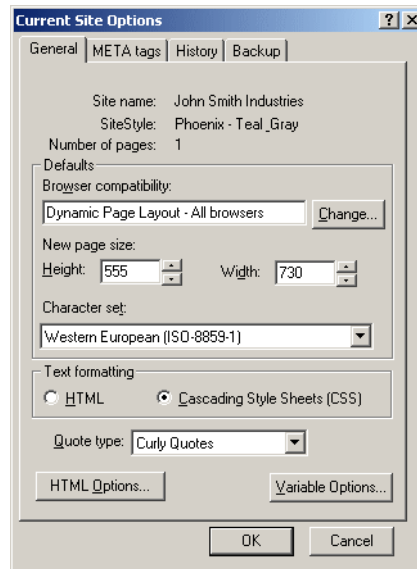 Current Site Options
General META tags History Backup
Site name: John Smith Industries
SiteStyle: Phoenix - Teal_Gray
Number of pages: 1
Defaults
Browser compatibility:
Dynamic Page Layout - All browsers Change...
New page size:
Height: 555 Width: 730
Character set:
Western European (ISO-8859-1)
Text formatting
HTML Cascading Style Sheets (CSS)
Quote type: Curly Quotes
HTML Options... Variable Options...
OK Cancel